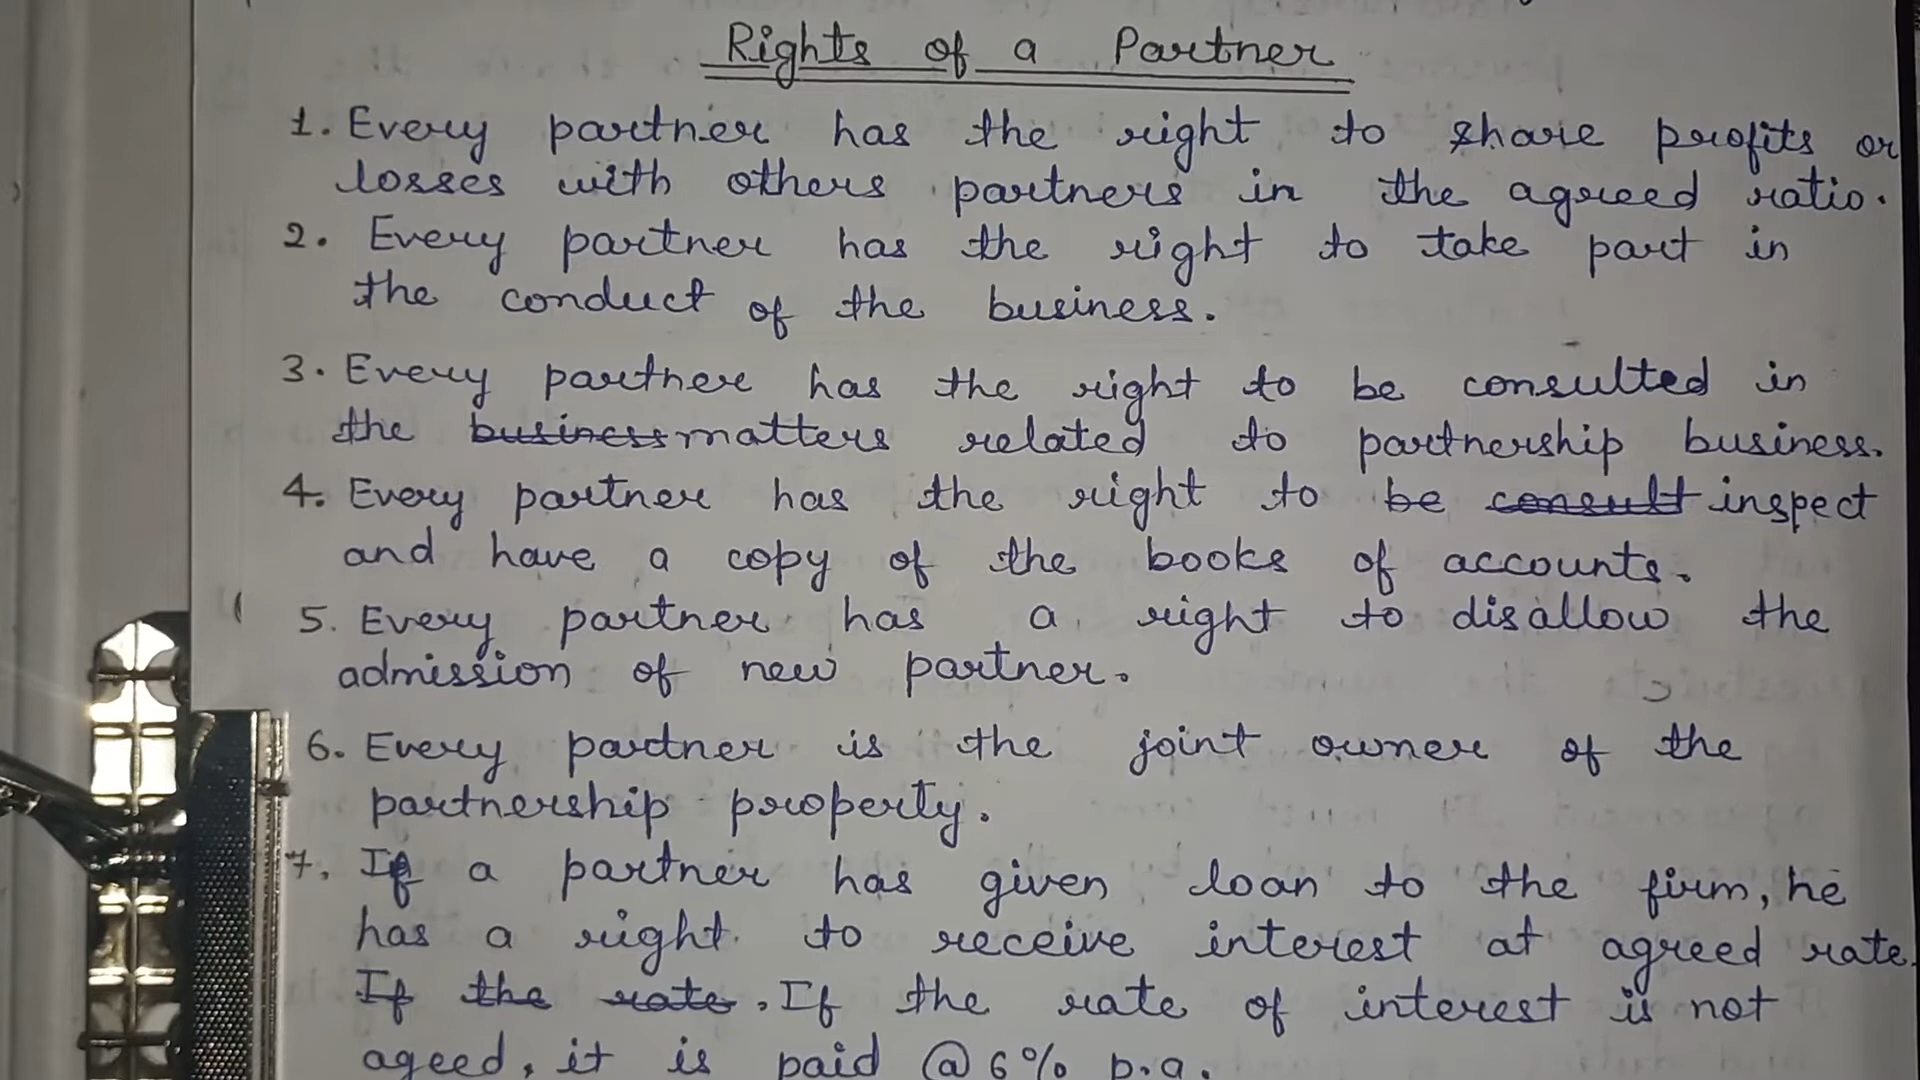 Rights of a Partner
1. Every partner has the right to share profits or
losses with others partners in the agreed ratio.
2. Every partner has the right to take part in
the conduct of the business.
3. Every partner has the right to be consulted in
the business matters related to partnership business.
4. Every partner has the right to be consult inspect
and have a copy of the books of accounts.
5. Every partner has a right to disallow the
admission of new partner.
6. Every partner is the joint owner of the
partnership property.
7. If a partner has given loan to the firm, he
has a right to receive interest at agreed rate.
If the rate. If the rate of interest is not
ageed, it is paid @ 6% p.a.